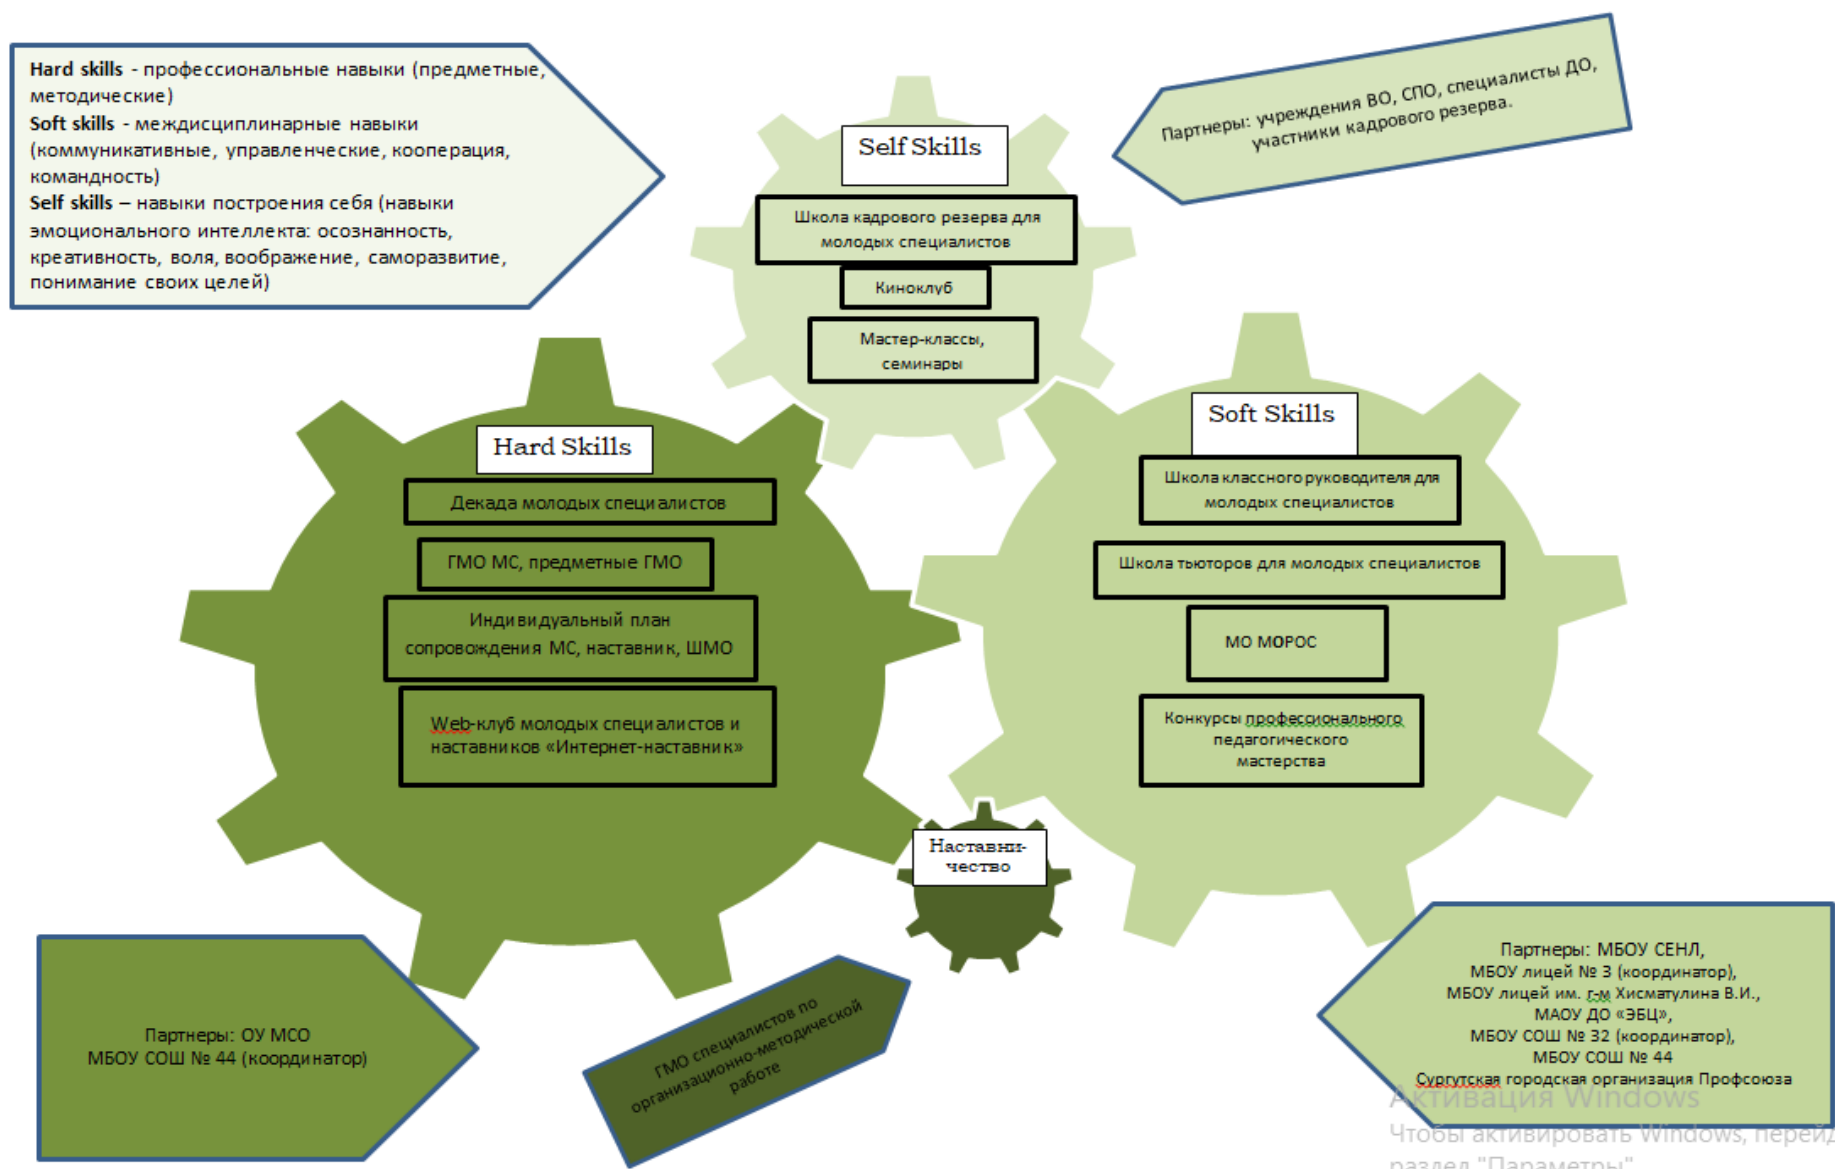 Hard skills - профессиональные навыки (предметные,
методические)
Soft skills - междисциплинарные навыки
(коммуникативные, управленческие, кооперация,
командность)
Self skills – навыки построения себя (навыки
эмоционального интеллекта: осознанность,
креативность, воля, воображение, саморазвитие,
понимание своих целей)
Партнеры: учреждения ВО, СПО, специалисты ДО,
участники кадрового резерва.
Self Skills
Школа кадрового резерва для
молодых специалистов
Киноклуб
Мастер-классы,
семинары
Hard Skills
Декада молодых специалистов
ГМО МС, предметные ГМО
Индивидуальный план
сопровождения МС, наставник, ШМО
Web-клуб молодых специалистов и
наставников «Интернет-наставник»
Soft Skills
Школа классного руководителя для
молодых специалистов
Школа тьюторов для молодых специалистов
МО МОРОС
Конкурсы профессионального
педагогического
мастерства
Наставни-
чество
Партнеры: ОУ МСО
МБОУ СОШ № 44 (координатор)
ГМО специалистов по
организационно-методической
работе
Партнеры: МБОУ СЕНЛ,
МБОУ лицей № 3 (координатор),
МБОУ лицей им. г-м Хисматулина В.И.,
МАОУ ДО «ЭБЦ»,
МБОУ СОШ № 32 (координатор),
МБОУ СОШ № 44
Сургутская городская организация Профсоюза
Активация Windows
Чтобы активировать Windows, перейд
раздел "Параметры"